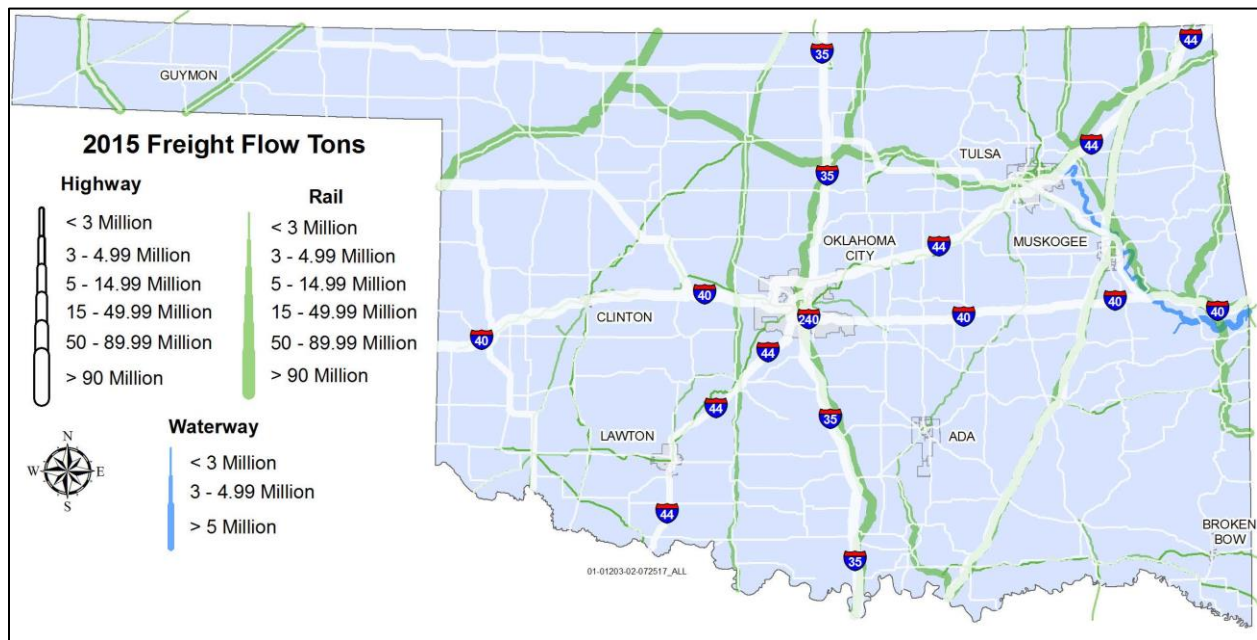 GUYMON
35
44
2015 Freight Flow Tons
Highway
< 3 Million
3 - 4.99 Million
5 - 14.99 Million
15 - 49.99 Million
50 - 89.99 Million
> 90 Million
Rail
< 3 Million
3 - 4.99 Million
5 - 14.99 Million
15 - 49.99 Million
50 - 89.99 Million
> 90 Million
Waterway
< 3 Million
3 - 4.99 Million
> 5 Million
N
W E
S
44
TULSA
35
OKLAHOMA
CITY
44
MUSKOGEE
40
40
40
CLINTON
240
40
40
44
44
35
LAWTON
ADA
44
BROKEN
BOW
35
01-01203-02-072517_ALL